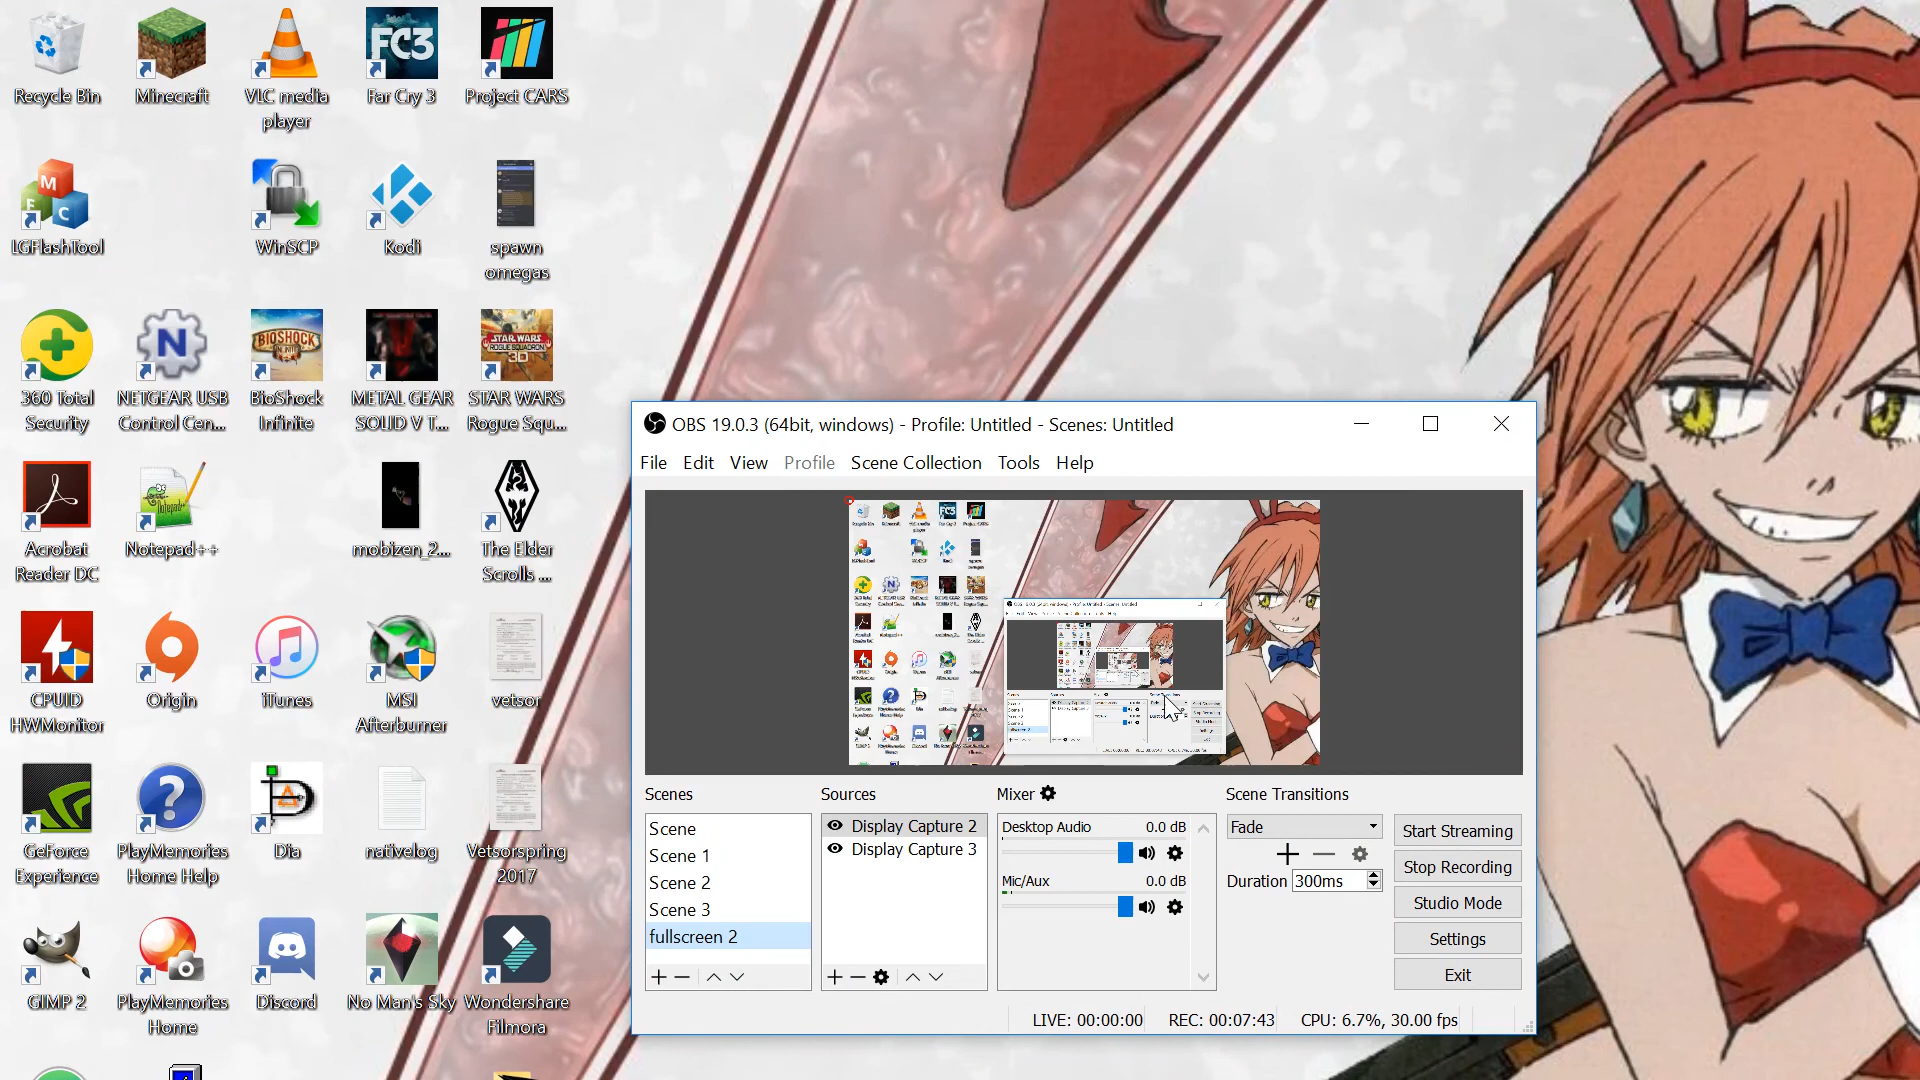 Recycle Bin
Minecraft
VLC media
player
Far Cry 3
Project CARS
FC3
LGFlashTool
WinSCP
Kodi
spawn
omegas
360 Total
Security
NETGEAR USB
Control Cen...
BioShock
Infinite
METAL GEAR
SOLID V T...
STAR WARS
Rogue Squ...
Acrobat
Reader DC
Notepad++
mobizen_2...
The Elder
Scrolls ...
CPUID
HWMonitor
Origin
iTunes
MSI
Afterburner
vetsor
GeForce
Experience
PlayMemories
Home Help
Dia
nativelog
Vetsorspring
2017
GIMP 2
PlayMemories
Home
Discord
No Man's Sky
Wondershare
Filmora
OBS 19.0.3 (64bit, windows) - Profile: Untitled - Scenes: Untitled
File Edit View Profile Scene Collection Tools Help
Scenes
Scene
Scene 1
Scene 2
Scene 3
fullscreen 2
Sources
Display Capture 2
Display Capture 3
Mixer
Desktop Audio 0.0 dB
Mic/Aux 0.0 dB
Scene Transitions
Fade
Duration 300ms
Start Streaming
Stop Recording
Studio Mode
Settings
Exit
LIVE: 00:00:00 REC: 00:07:43 CPU: 6.7%, 30.00 fps